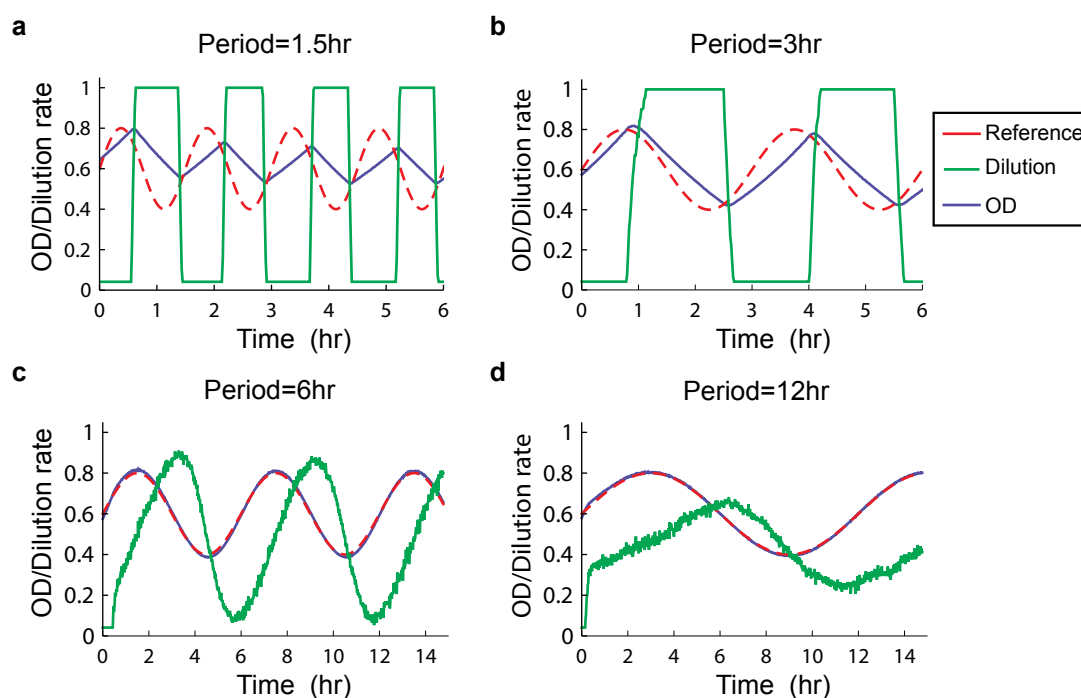 a
Period=1.5hr
OD/Dilution rate
1
0.8
0.6
0.4
0.2
0
0 1 2 3 4 5 6
Time (hr)
b
Period=3hr
OD/Dilution rate
1
0.8
0.6
0.4
0.2
0
0 1 2 3 4 5 6
Time (hr)
Reference
Dilution
OD
c
Period=6hr
OD/Dilution rate
1
0.8
0.6
0.4
0.2
0
0 2 4 6 8 10 12 14
Time (hr)
d
Period=12hr
OD/Dilution rate
1
0.8
0.6
0.4
0.2
0
0 2 4 6 8 10 12 14
Time (hr)